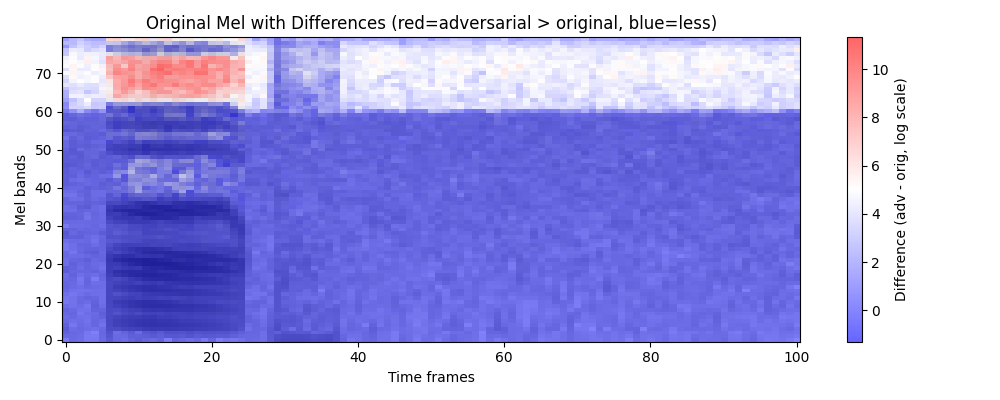 Original Mel with Differences (red=adversarial > original, blue=less)
Mel bands
70
60
50
40
30
20
10
0
0 20 40 60 80 100
Time frames
10
8
6
4
2
0
Difference (adv - orig, log scale)